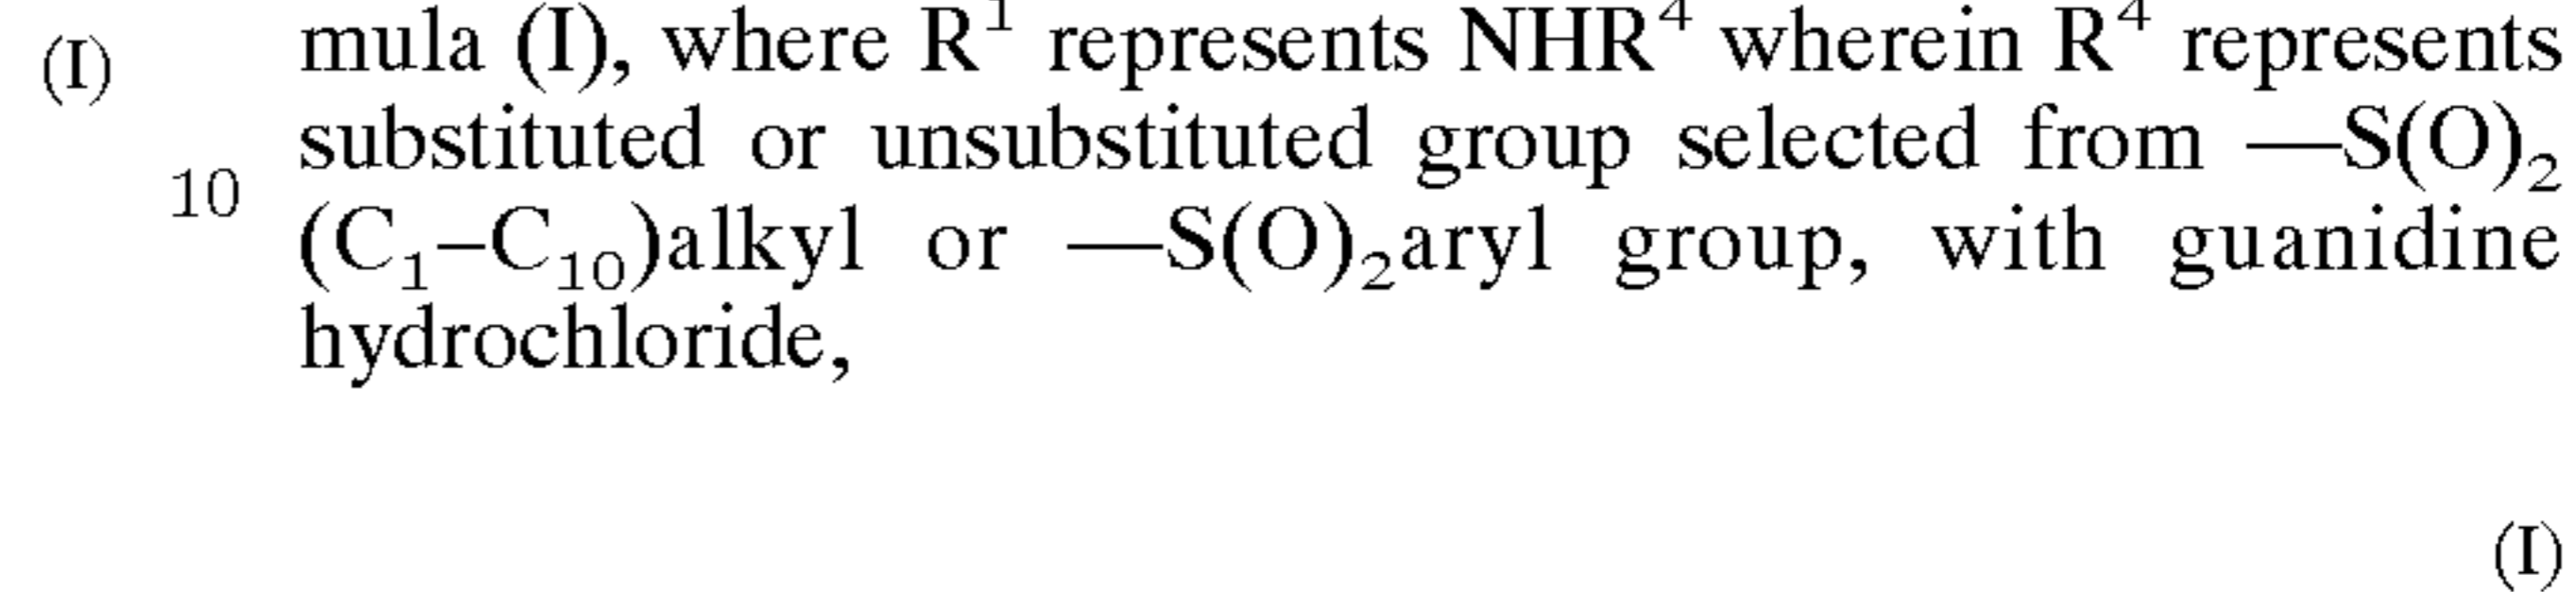 (I)
mula (I), where R¹ represents NHR⁴ wherein R⁴ represents
substituted or unsubstituted group selected from —S(O)₂
10
(C₁–C₁₀)alkyl or —S(O)₂aryl group, with guanidine
hydrochloride,
(I)